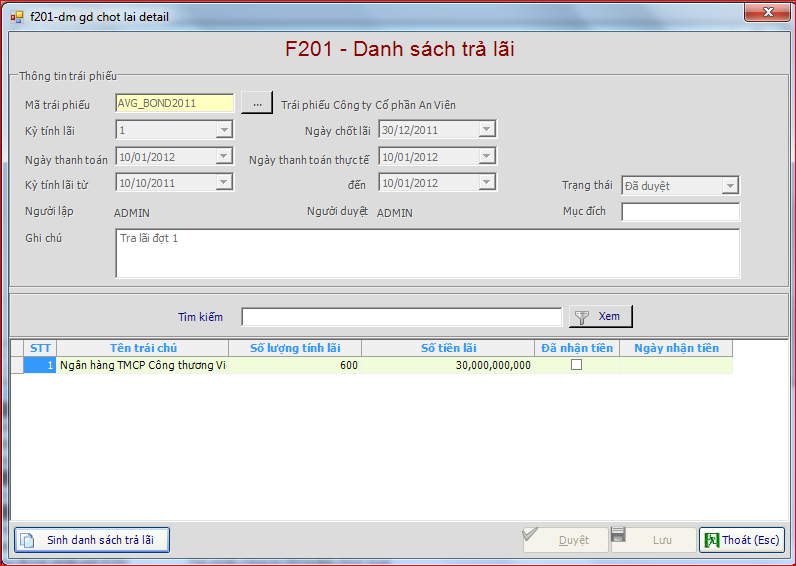 f201-dm gd chot lai detail
F201 - Danh sách trả lãi
Thông tin trái phiếu
Mã trái phiếu AVG_BOND2011 ... Trái phiếu Công ty Cổ phần An Viên
Kỳ tính lãi 1 Ngày chốt lãi 30/12/2011
Ngày thanh toán 10/01/2012 Ngày thanh toán thực tế 10/01/2012
Kỳ tính lãi từ 10/10/2011 đến 10/01/2012 Trạng thái Đã duyệt
Người lập ADMIN Người duyệt ADMIN Mục đích
Ghi chú Tra lãi đợt 1
Tìm kiếm Xem
STT Tên trái chủ Số lượng tính lãi Số tiền lãi Đã nhận tiền Ngày nhận tiền
1 Ngân hàng TMCP Công thương Vi 600 30,000,000,000
Sinh danh sách trả lãi Duyệt Lưu Thoát (Esc)